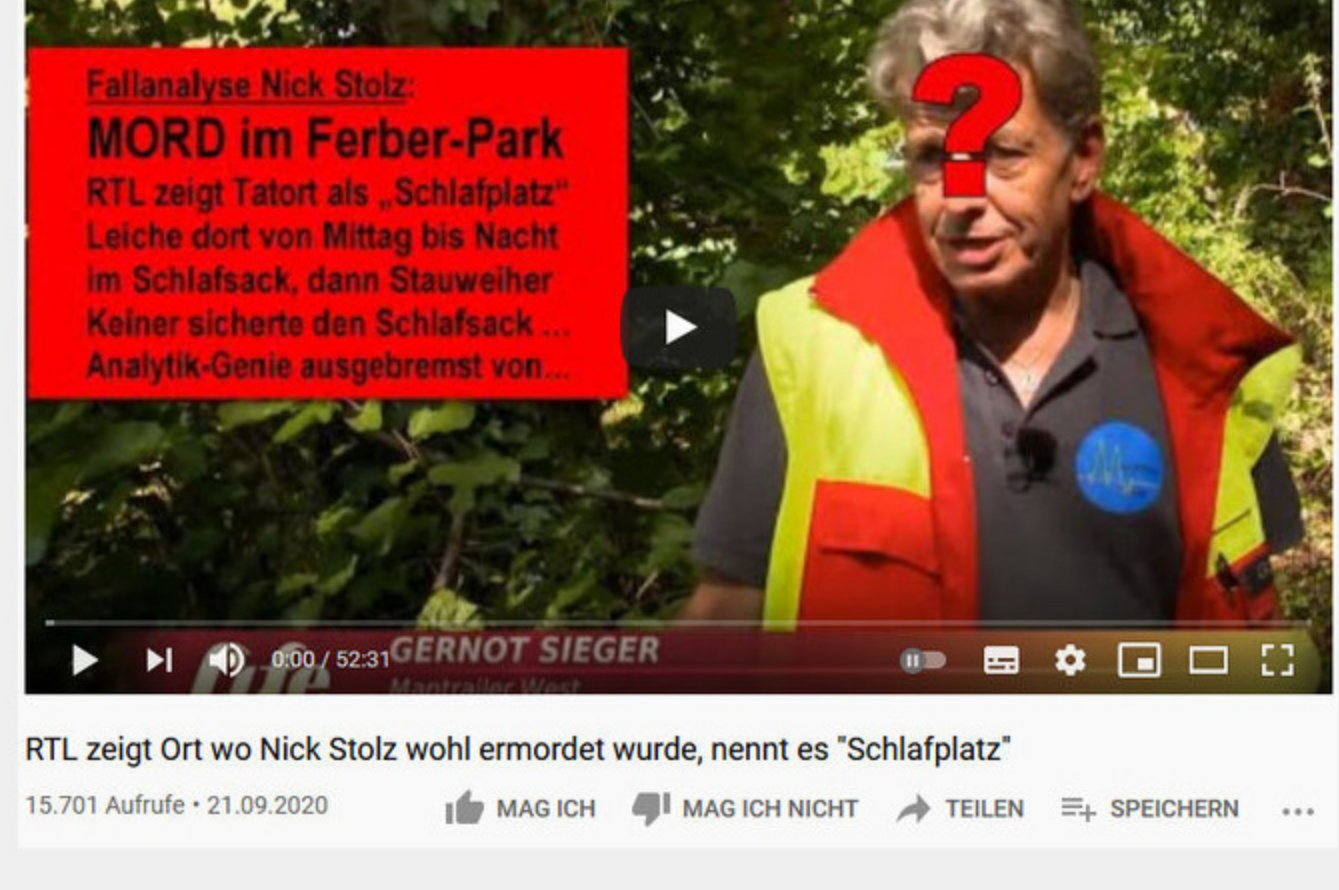 Fallanalyse Nick Stolz:
MORD im Ferber-Park
RTL zeigt Tatort als „Schlafplatz“
Leiche dort von Mittag bis Nacht
im Schlafsack, dann Stauweiher
Keiner sicherte den Schlafsack ...
Analytik-Genie ausgebremst von...
?
GERNOT SIEGER
Mantrailer West
0:00 / 52:31
RTL zeigt Ort wo Nick Stolz wohl ermordet wurde, nennt es "Schlafplatz"
15.701 Aufrufe • 21.09.2020
MAG ICH
MAG ICH NICHT
TEILEN
SPEICHERN